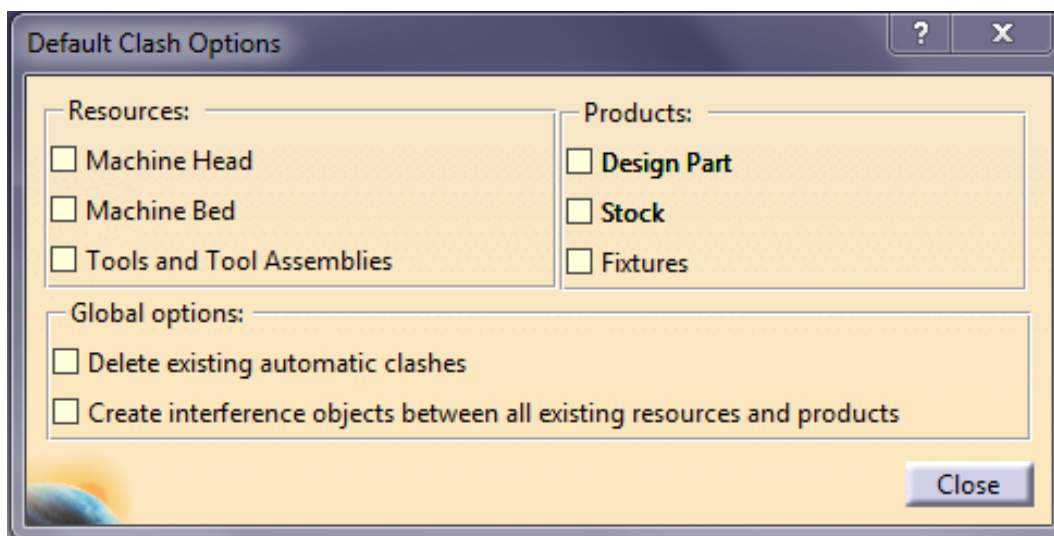 Default Clash Options
? X
Resources:
Machine Head
Machine Bed
Tools and Tool Assemblies
Products:
Design Part
Stock
Fixtures
Global options:
Delete existing automatic clashes
Create interference objects between all existing resources and products
Close